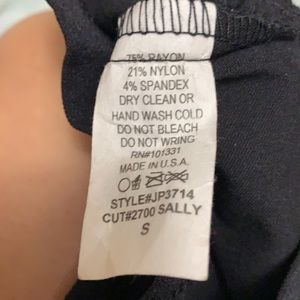 75% RAYON
21% NYLON
4% SPANDEX
DRY CLEAN OR
HAND WASH COLD
DO NOT BLEACH
DO NOT WRING
RN#101331
MADE IN U.S.A.
STYLE#JP3714
CUT#2700 SALLY
S